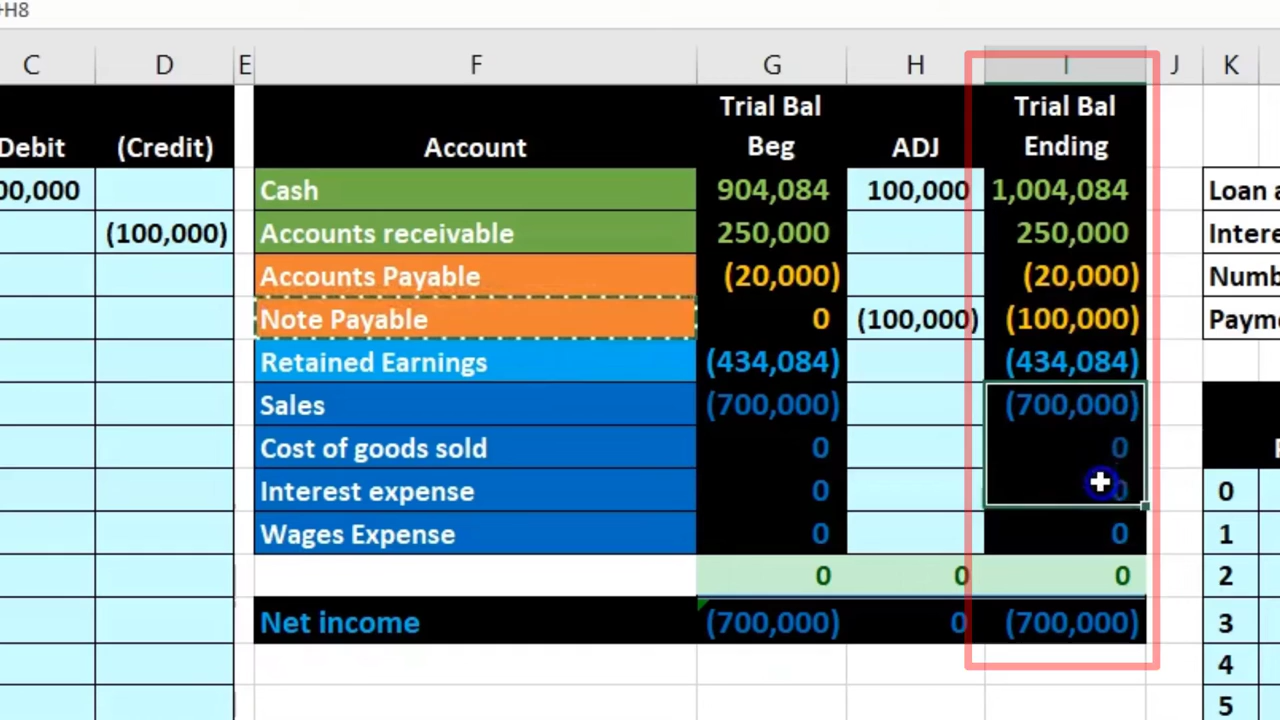 +H8
C D E F G H I J K
Debit (Credit) Account Trial Bal Beg ADJ Trial Bal Ending
00,000 Cash 904,084 100,000 1,004,084 Loan a
(100,000) Accounts receivable 250,000 250,000 Intere
Accounts Payable (20,000) (20,000) Numb
Note Payable 0 (100,000) (100,000) Payme
Retained Earnings (434,084) (434,084)
Sales (700,000) (700,000)
Cost of goods sold 0 0
Interest expense 0 0 0
Wages Expense 0 0 1
0 0 0 2
Net income (700,000) 0 (700,000) 3
4
5